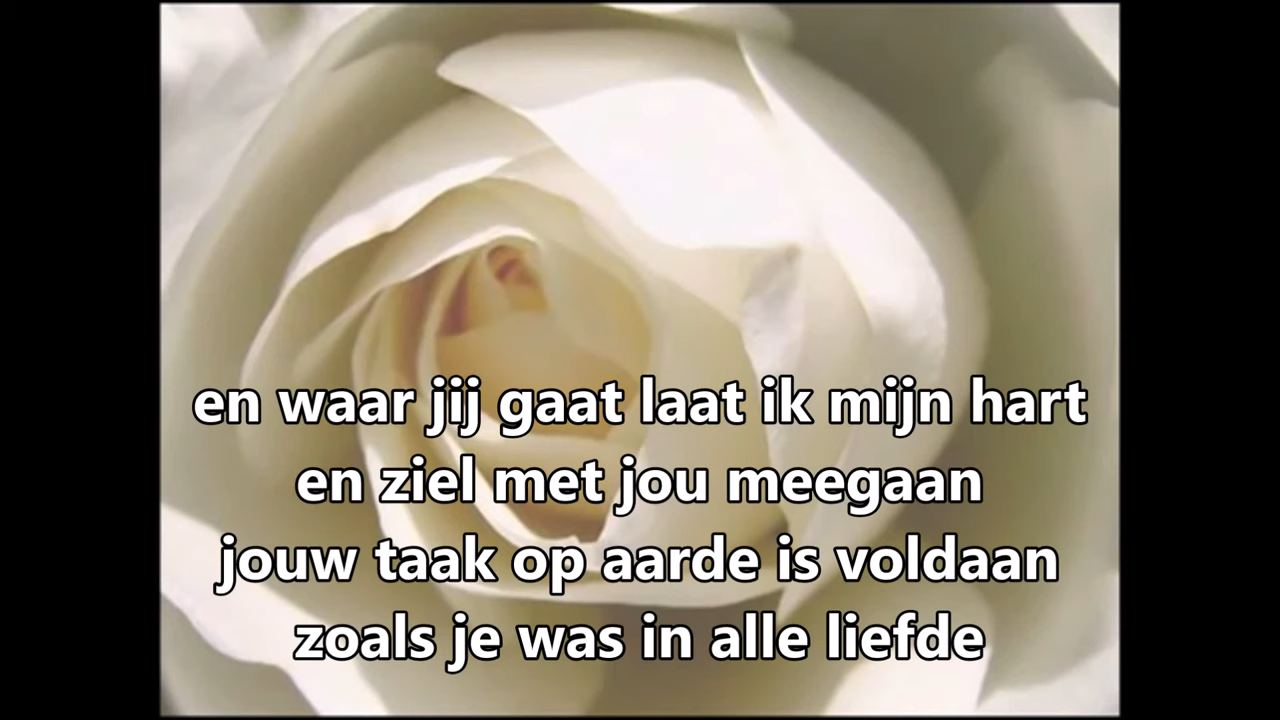 en waar jij gaat laat ik mijn hart
en ziel met jou meegaan
jouw taak op aarde is voldaan
zoals je was in alle liefde